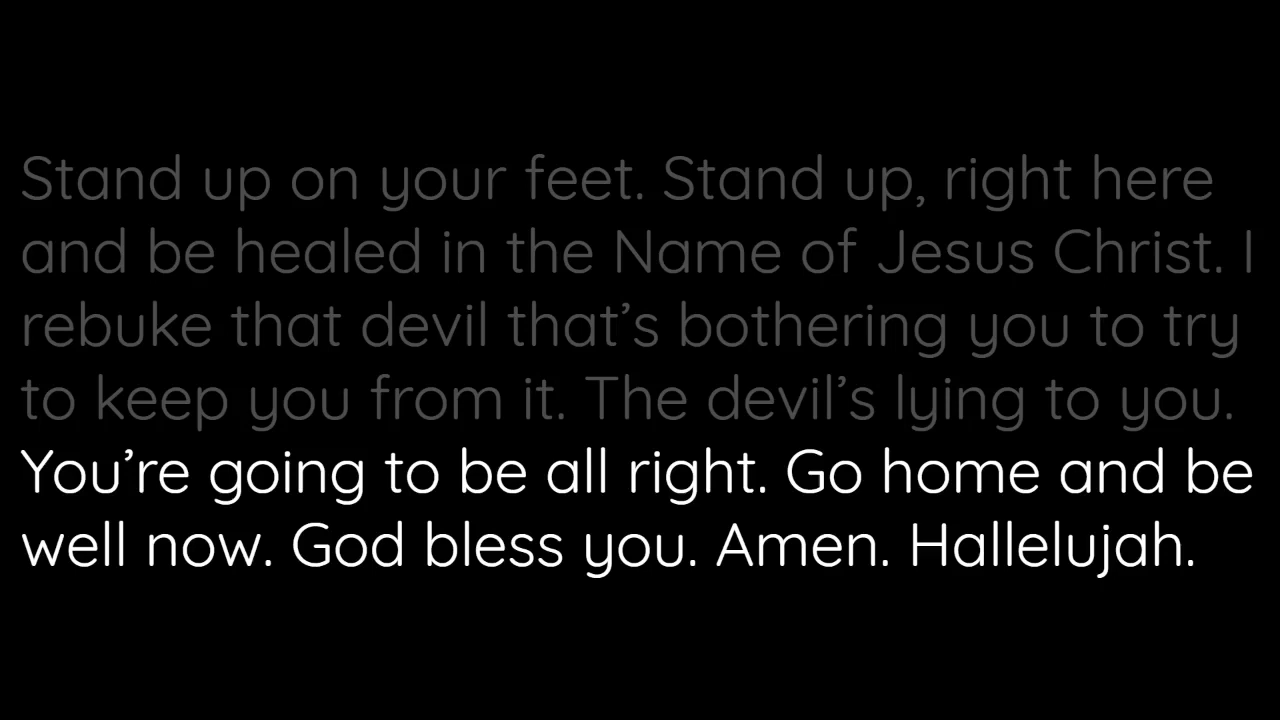 Stand up on your feet. Stand up, right here
and be healed in the Name of Jesus Christ. I
rebuke that devil that’s bothering you to try
to keep you from it. The devil’s lying to you.
You’re going to be all right. Go home and be
well now. God bless you. Amen. Hallelujah.